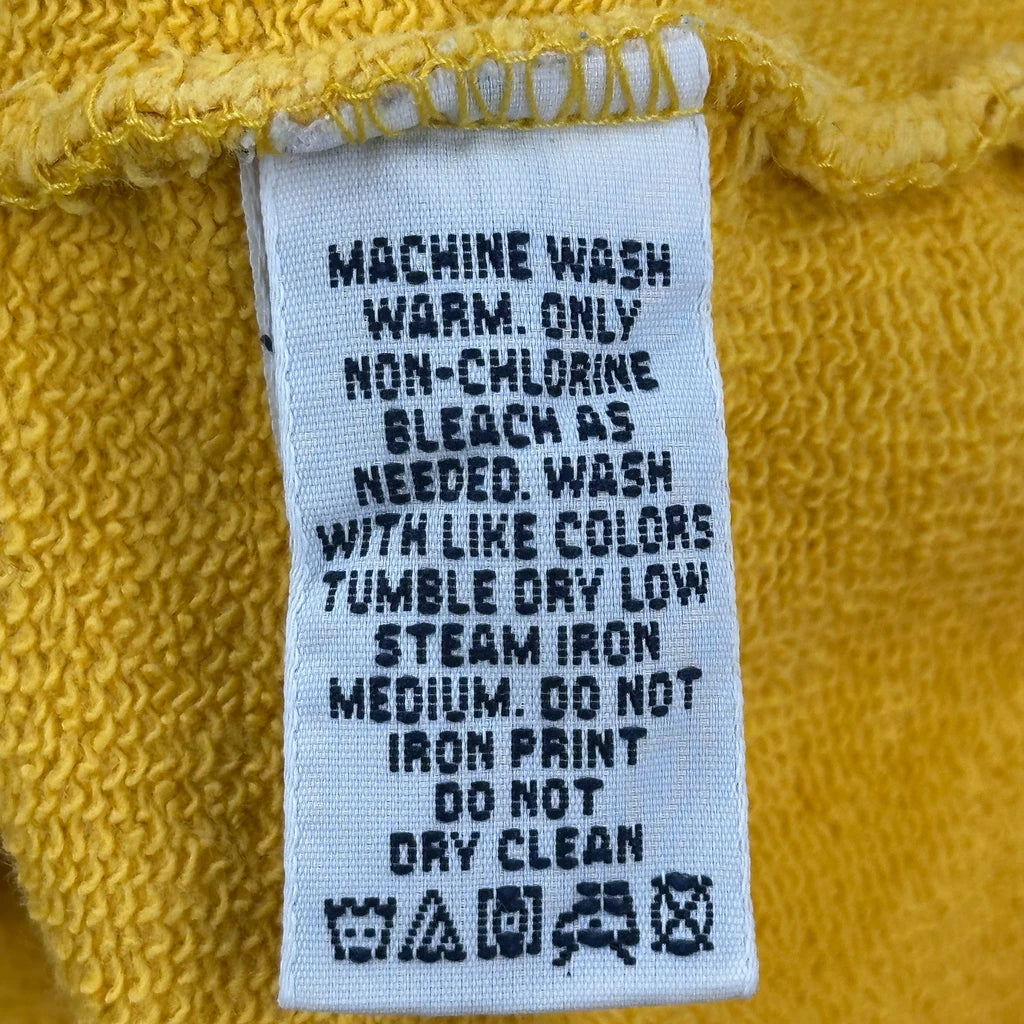 MACHINE WASH
WARM. ONLY
NON-CHLORINE
BLEACH AS
NEEDED. WASH
WITH LIKE COLORS
TUMBLE DRY LOW
STEAM IRON
MEDIUM. DO NOT
IRON PRINT
DO NOT
DRY CLEAN